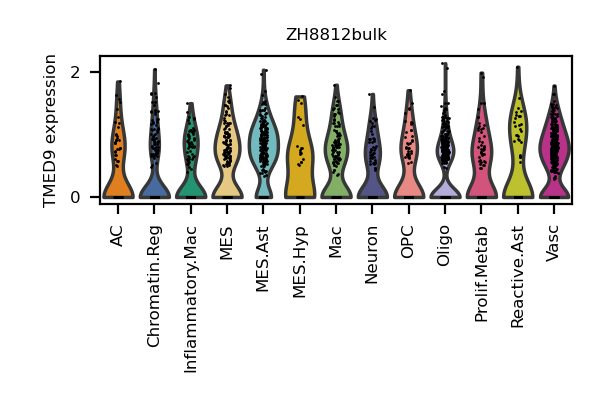 ZH8812bulk
TMED9 expression
2
0
AC
Chromatin.Reg
Inflammatory.Mac
MES
MES.Ast
MES.Hyp
Mac
Neuron
OPC
Oligo
Prolif.Metab
Reactive.Ast
Vasc